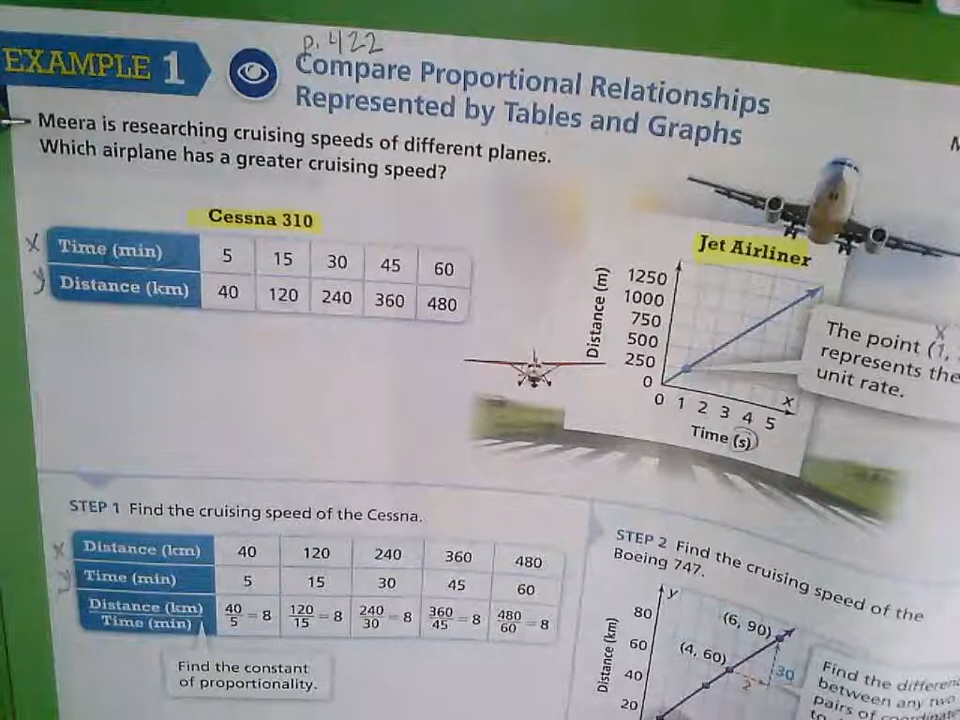 p. 422
EXAMPLE 1
Compare Proportional Relationships
Represented by Tables and Graphs
Meera is researching cruising speeds of different planes.
Which airplane has a greater cruising speed?
Cessna 310
x Time (min) 5 15 30 45 60
y Distance (km) 40 120 240 360 480
Jet Airliner
Distance (m)
1250
1000
750
500
250
0
0 1 2 3 4 5
x
Time (s)
x
The point (1,
represents the
unit rate.
STEP 1 Find the cruising speed of the Cessna.
x Distance (km) 40 120 240 360 480
y Time (min) 5 15 30 45 60
Distance (km)/Time (min) 40/5 = 8 120/15 = 8 240/30 = 8 360/45 = 8 480/60 = 8
Find the constant
of proportionality.
STEP 2 Find the cruising speed of the
Boeing 747.
y
Distance (km)
80
60
40
20
(6, 90)
(4, 60)
30
2
Find the
between any two
pairs of